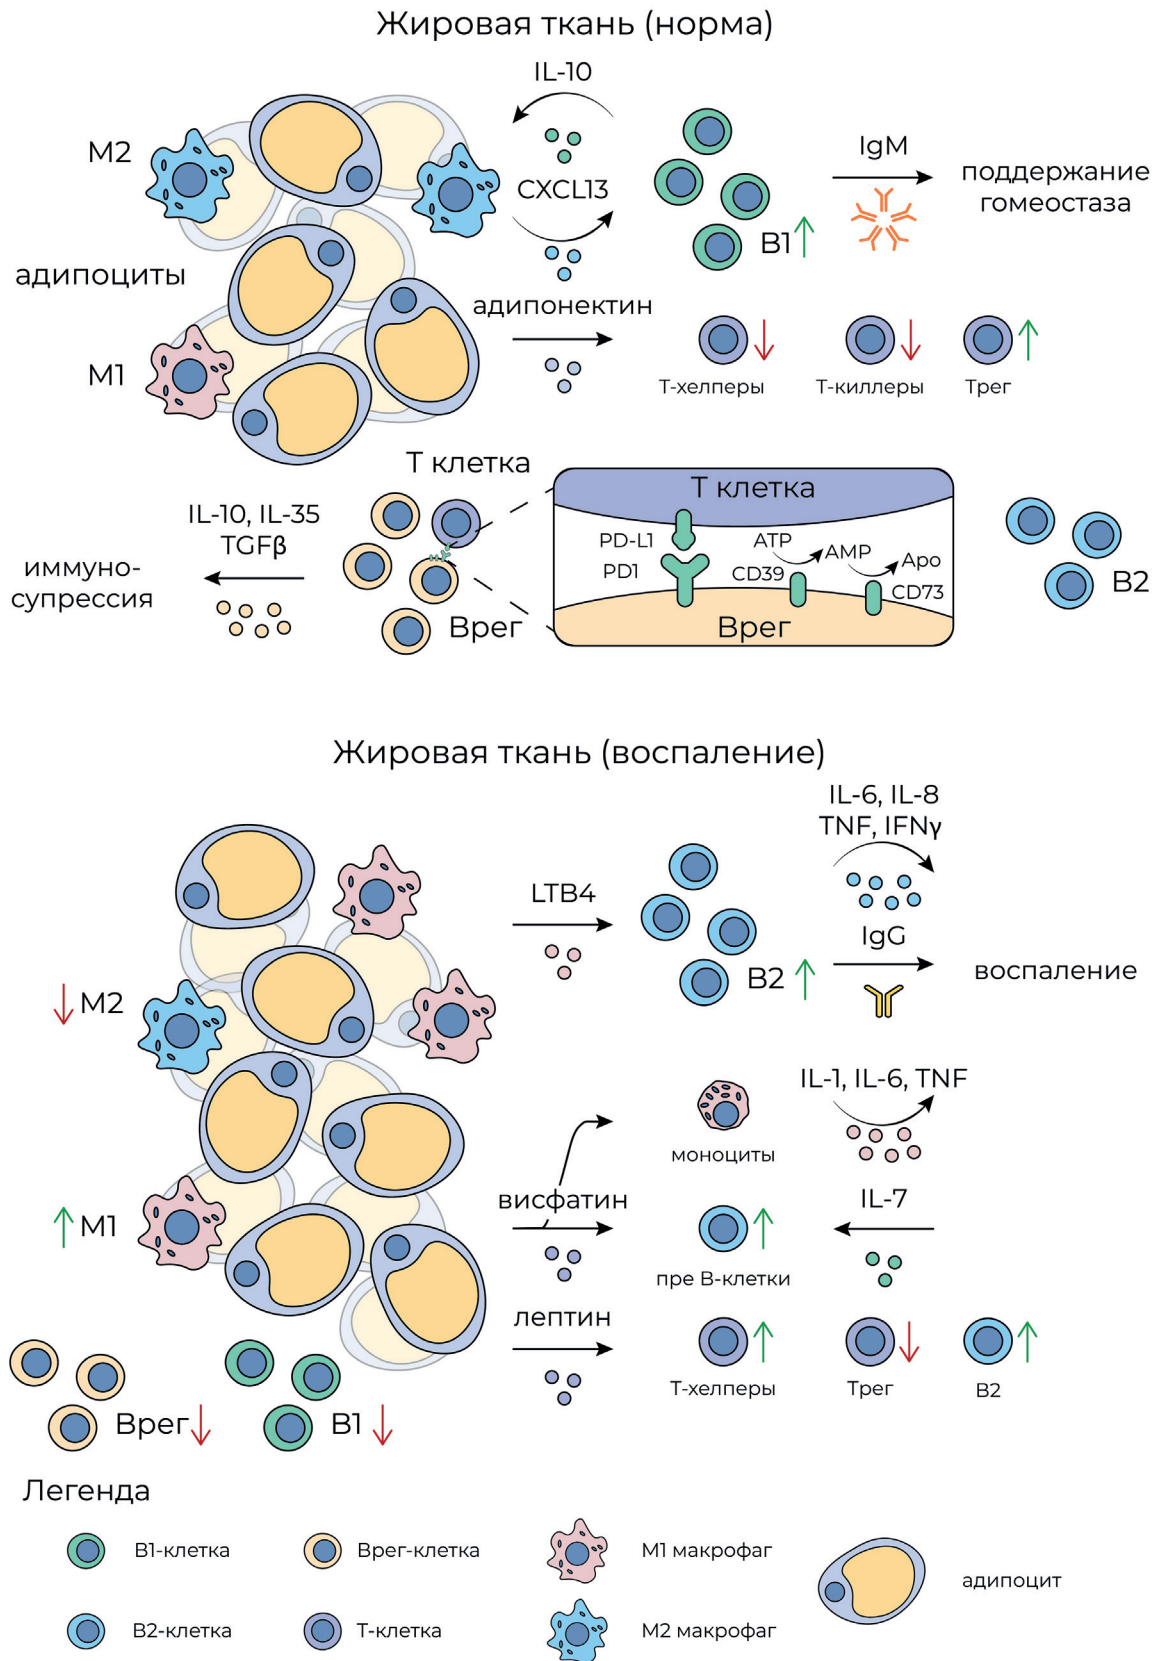 Жировая ткань (норма)
IL-10
M2
CXCL13
IgM
поддержание
гомеостаза
B1
адипоциты
адипонектин
M1
Т-хелперы
Т-киллеры
Трег
Т клетка
IL-10, IL-35
TGFβ
иммуно-
супрессия
Врег
Т клетка
PD-L1
PD1
ATP
AMP
Apo
CD39
CD73
Врег
B2
Жировая ткань (воспаление)
IL-6, IL-8
TNF, IFNγ
LTB4
IgG
B2
воспаление
M2
IL-1, IL-6, TNF
моноциты
висфатин
IL-7
M1
пре В-клетки
лептин
Т-хелперы
Трег
B2
Врег
B1
Легенда
В1-клетка
Врег-клетка
М1 макрофаг
адипоцит
В2-клетка
Т-клетка
М2 макрофаг